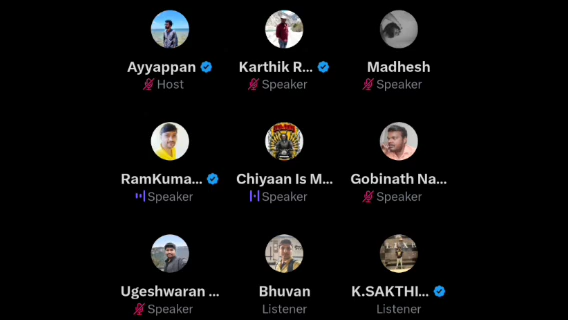 Ayyappan
Karthik R...
Madhesh
Host
Speaker
Speaker
RamKuma...
Chiyaan Is M...
Gobinath Na...
Speaker
Speaker
Speaker
Ugeshwaran ...
Bhuvan
K.SAKTHI...
Speaker
Listener
Listener